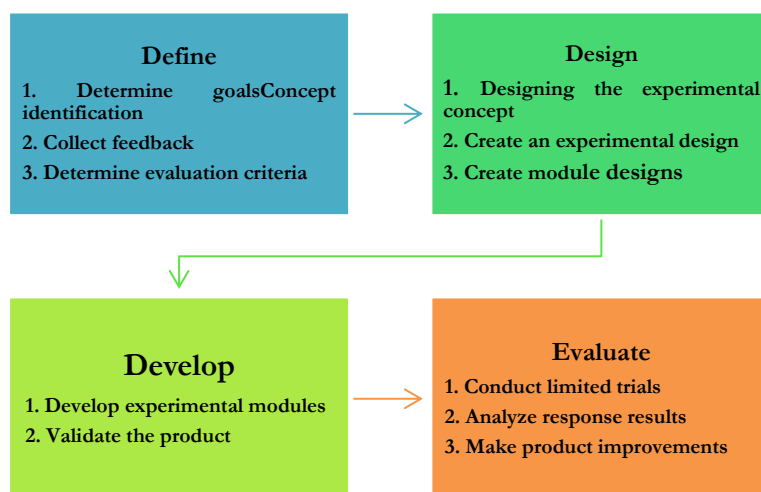 Define
1. Determine goalsConcept
identification
2. Collect feedback
3. Determine evaluation criteria
Design
1. Designing the experimental
concept
2. Create an experimental design
3. Create module designs
Develop
1. Develop experimental modules
2. Validate the product
Evaluate
1. Conduct limited trials
2. Analyze response results
3. Make product improvements